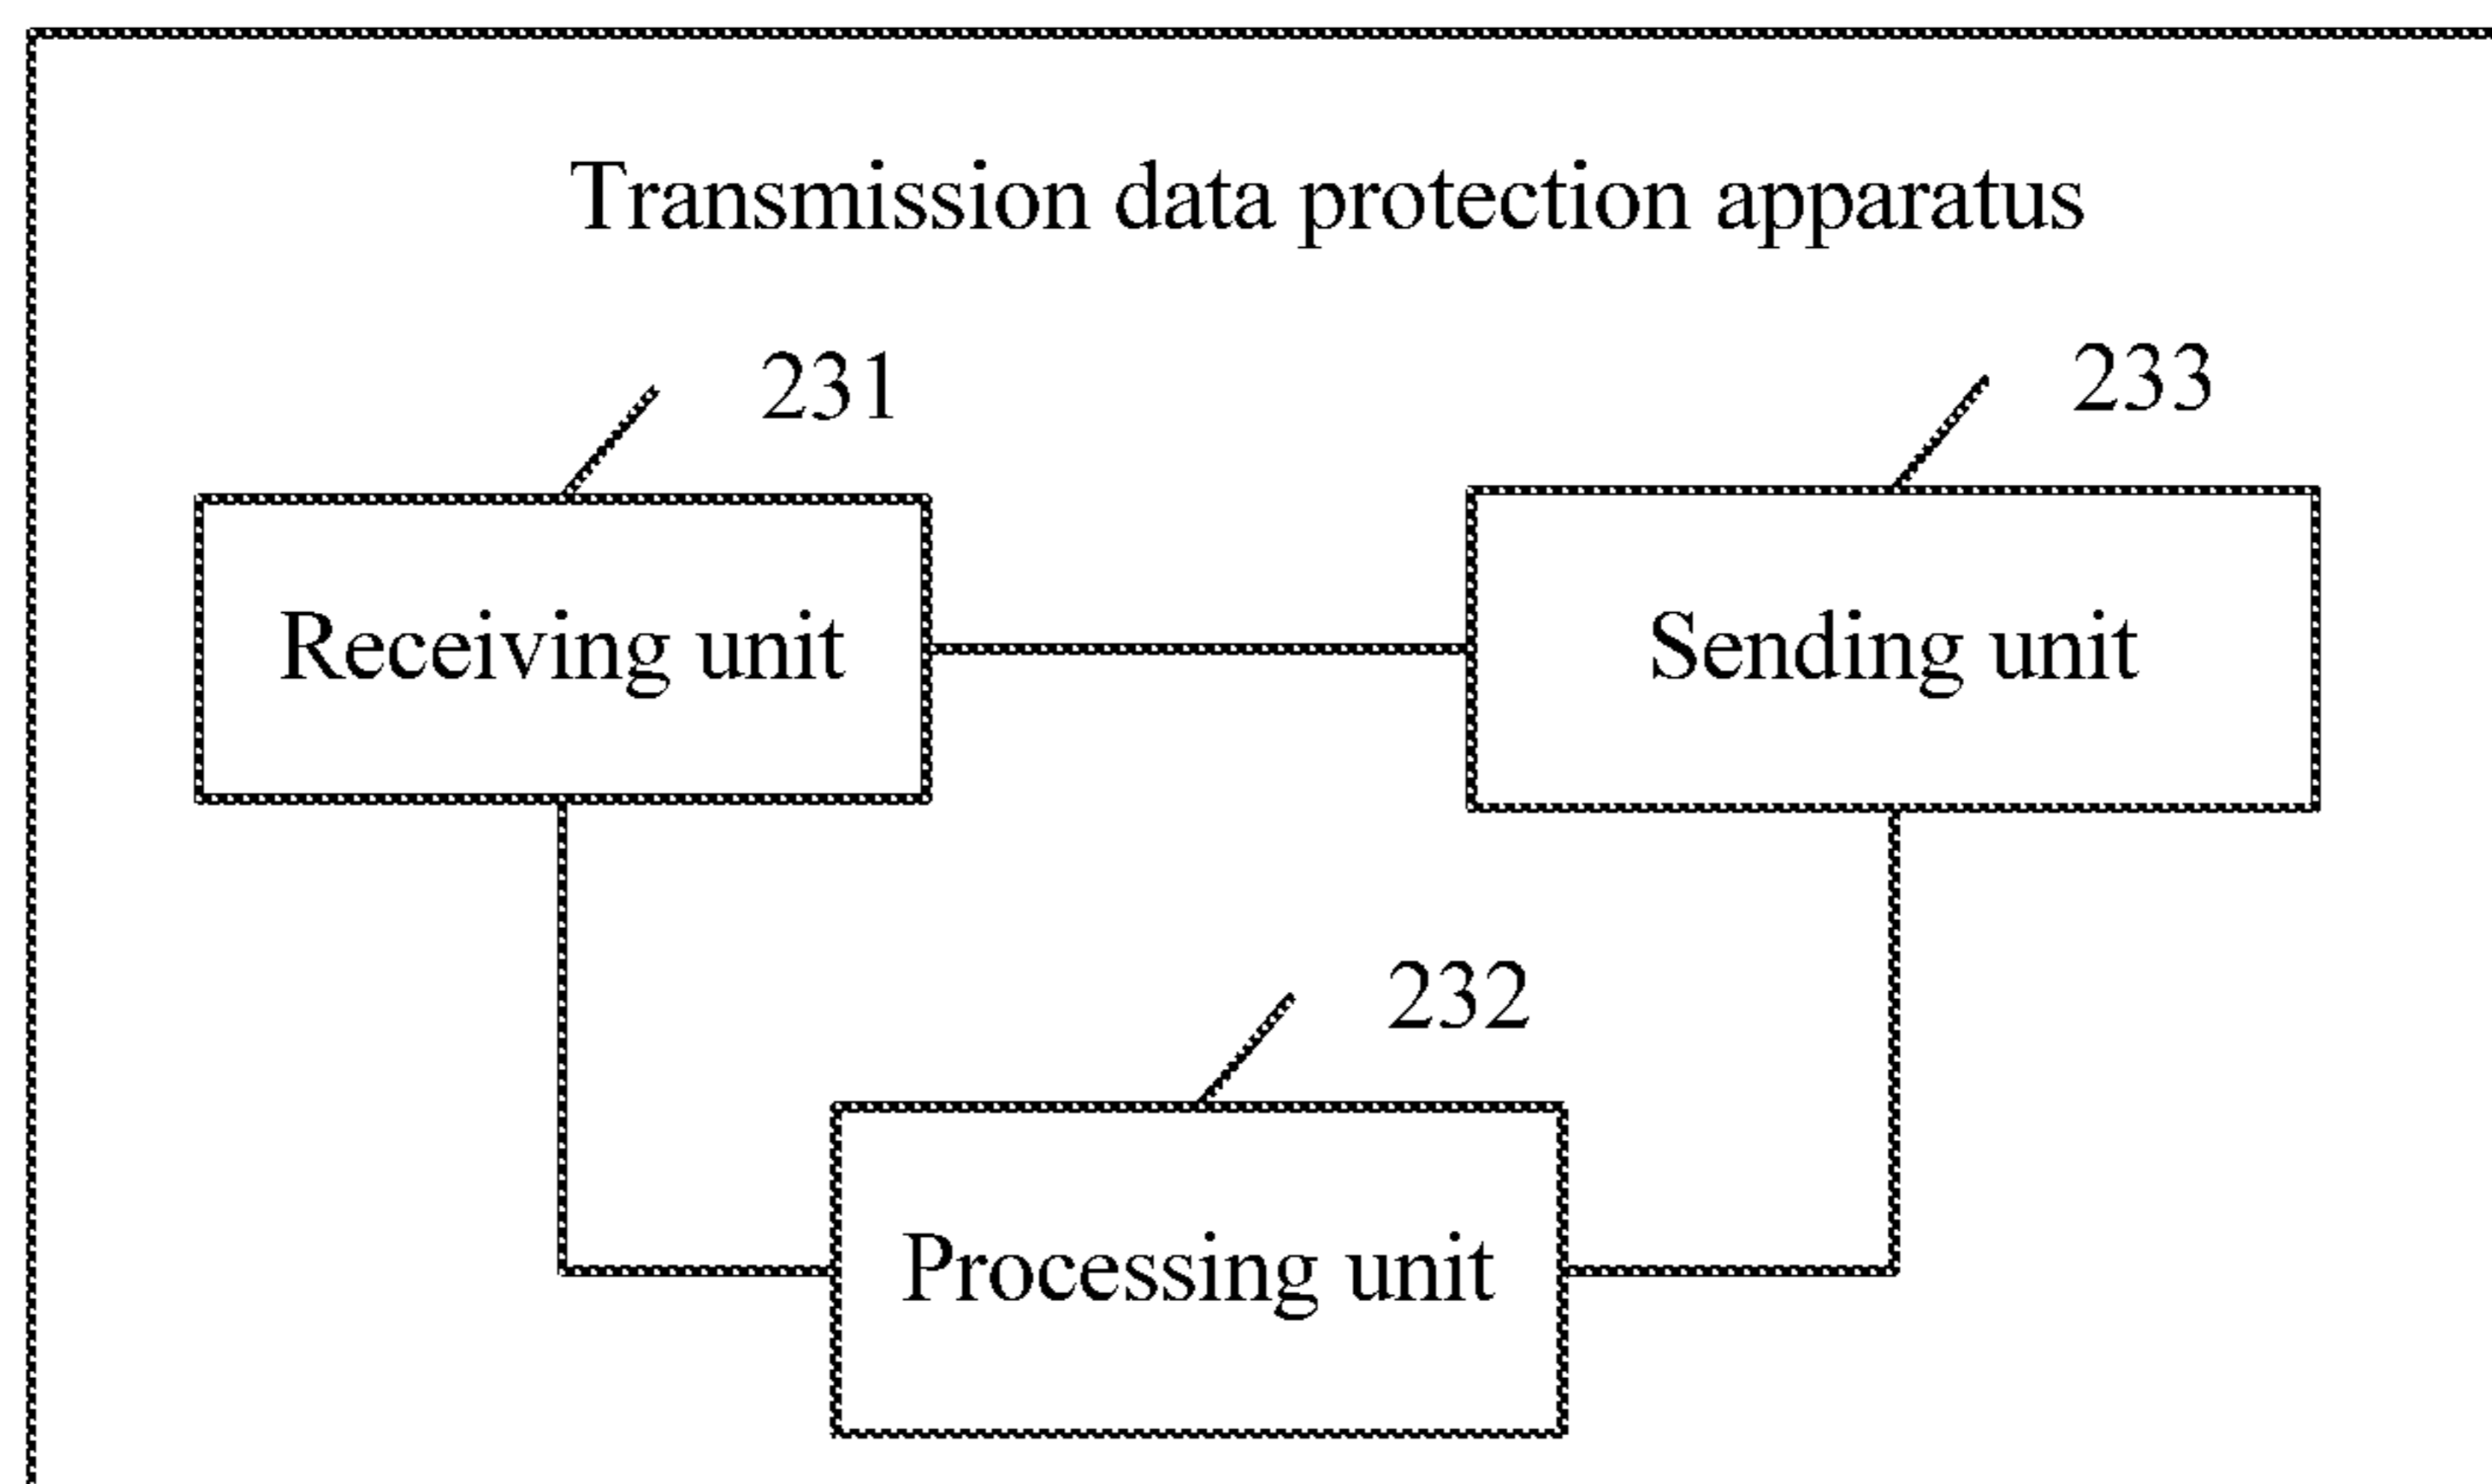 Transmission data protection apparatus
231
233
Receiving unit
Sending unit
232
Processing unit